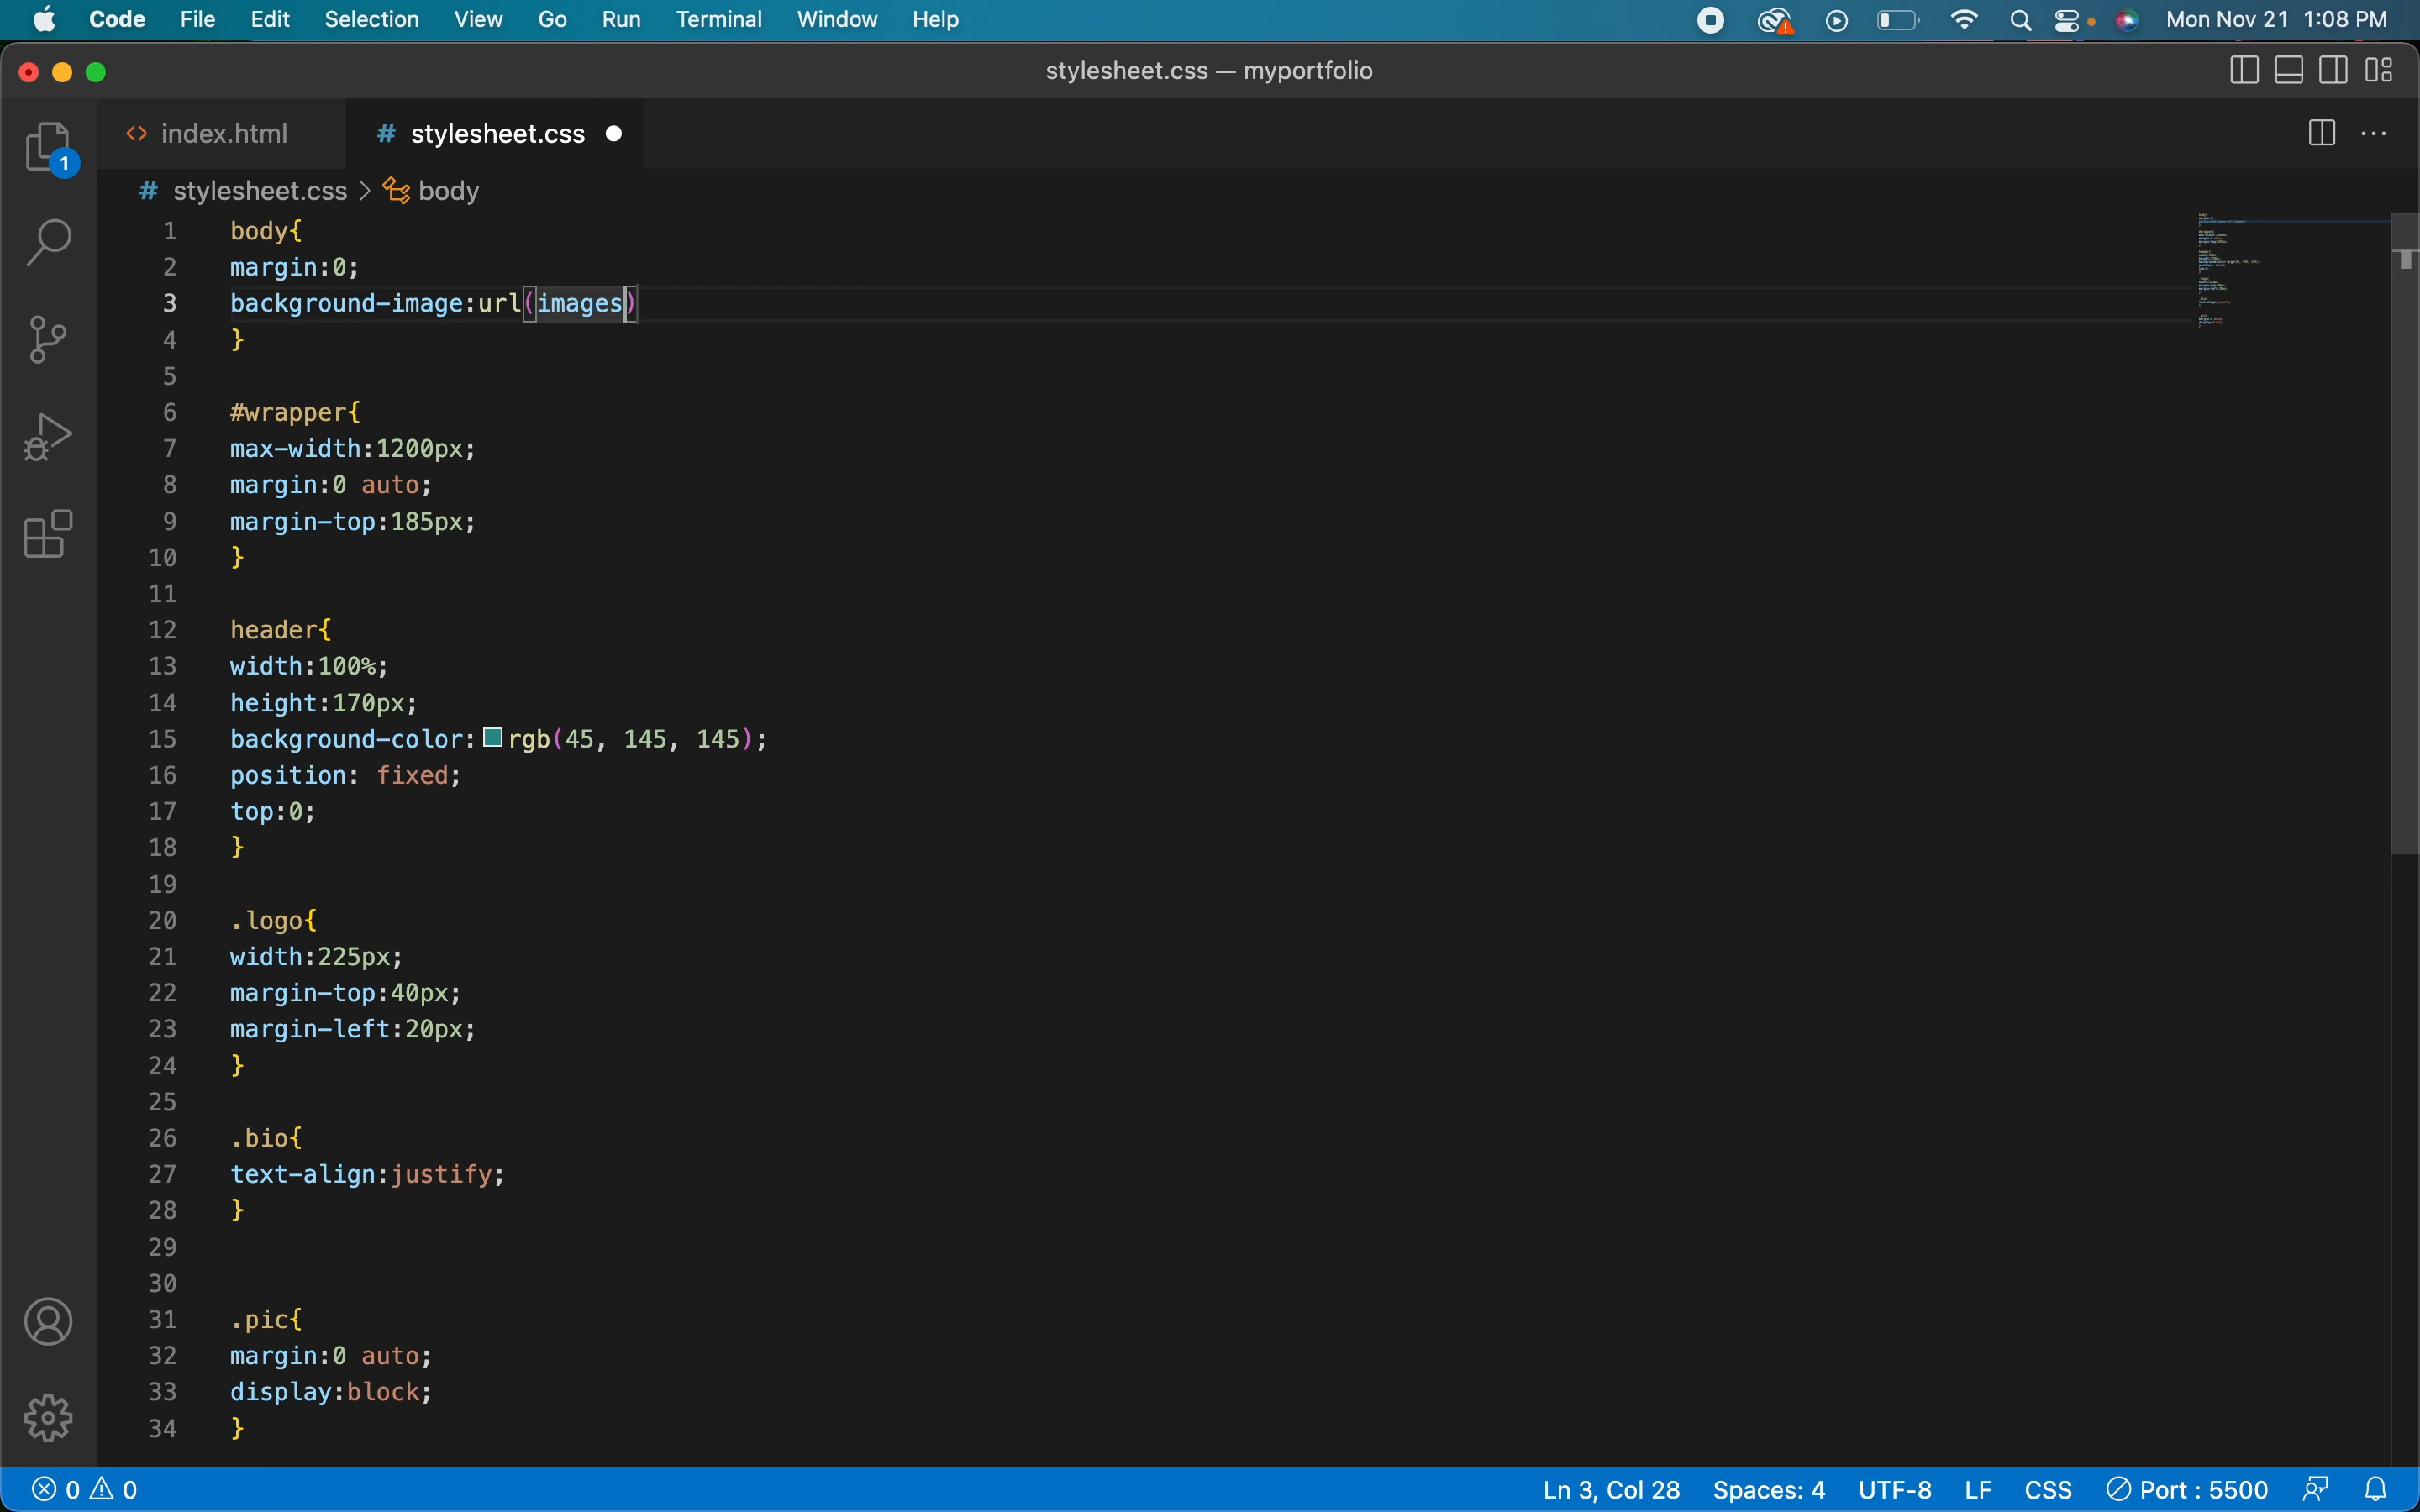 Code File Edit Selection View Go Run Terminal Window Help Mon Nov 21 1:08 PM
stylesheet.css — myportfolio
1
<> index.html # stylesheet.css
# stylesheet.css > body
1 body{
2 margin:0;
3 background-image:url(images)
4 }
5
6 #wrapper{
7 max-width:1200px;
8 margin:0 auto;
9 margin-top:185px;
10 }
11
12 header{
13 width:100%;
14 height:170px;
15 background-color:rgb(45, 145, 145);
16 position: fixed;
17 top:0;
18 }
19
20 .logo{
21 width:225px;
22 margin-top:40px;
23 margin-left:20px;
24 }
25
26 .bio{
27 text-align:justify;
28 }
29
30
31 .pic{
32 margin:0 auto;
33 display:block;
34 }
0 0 Ln 3, Col 28 Spaces: 4 UTF-8 LF CSS Port : 5500